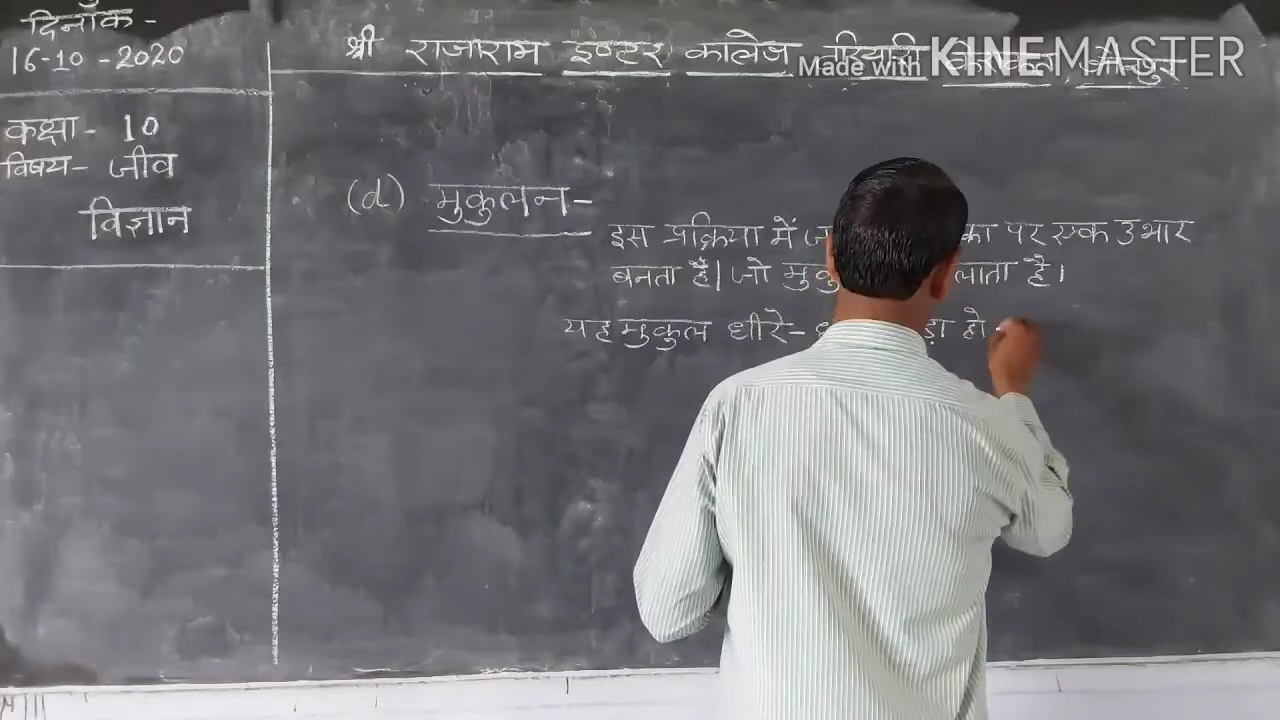 दिनाँक -
16-10-2020
कक्षा - 10
विषय - जीव
विज्ञान
श्री राजाराम इण्टर कालेज
Made with KINEMASTER
(d) मुकुलन-
इस प्रक्रिया में पर एक उभार
बनता है। जो है।
यह मुकुल धीरे- हो